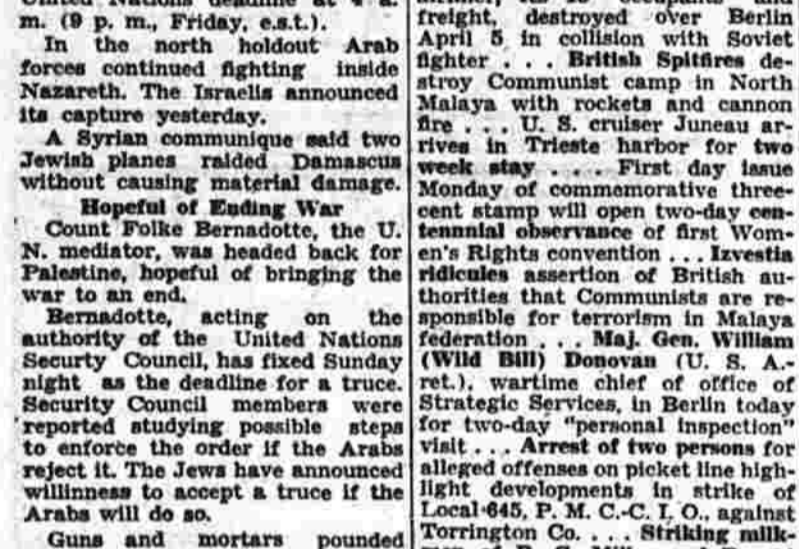 m. (9 p. m., Friday, e.s.t.).
In the north holdout Arab
forces continued fighting inside
Nazareth. The Israelis announced
its capture yesterday.
A Syrian communique said two
Jewish planes raided Damascus
without causing material damage.
Hopeful of Ending War
Count Folke Bernadotte, the U.
N. mediator, was headed back for
Palestine, hopeful of bringing the
war to an end.
Bernadotte, acting on the
authority of the United Nations
Securty Council, has fixed Sunday
night as the deadline for a truce.
Security Council members were
reported studying possible steps
to enforce the order if the Arabs
reject it. The Jews have announced
willinness to accept a truce if the
Arabs will do so.
Guns and mortars pounded
freight, destroyed over Berlin
April 5 in collision with Soviet
fighter . . . British Spitfires de-
stroy Communist camp in North
Malaya with rockets and cannon
fire . . . U. S. cruiser Juneau ar-
rives in Trieste harbor for two
week stay . . . First day issue
Monday of commemorative three-
cent stamp will open two-day cen-
tennnial observance of first Wom-
en's Rights convention . . . Izvestia
ridicules assertion of British au-
thorities that Communists are re-
sponsible for terrorism in Malaya
federation . . . Maj. Gen. William
(Wild Bill) Donovan (U. S. A.-
ret.), wartime chief of office of
Strategic Services, in Berlin today
for two-day "personal inspection"
visit . . . Arrest of two persons for
alleged offenses on picket line high-
light developments in strike of
Local 645, P. M. C.-C. I. O., against
Torrington Co. . . . Striking milk-